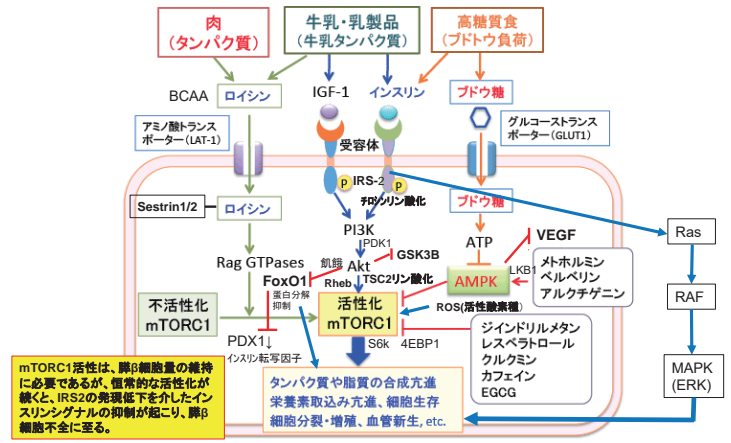 肉
(タンパク質)
牛乳・乳製品
(牛乳タンパク質)
高糖質食
(ブドトウ負荷)
BCAA
ロイシン
IGF-1
インスリン
ブドウ糖
アミノ酸トランス
ポーター(LAT-1)
受容体
グルコーストランス
ポーター(GLUT1)
P
IRS-2
P
チロシンリン酸化
Sestrin1/2
ロイシン
ブドウ糖
PI3K
PDK1
ATP
VEGF
Ras
Rag GTPases
飢餓
Akt
GSK3B
FoxO1
Rheb
TSC2リン酸化
AMPK
LKB1
メトホルミン
ベルベリン
アルクチゲニン
蛋白分解
抑制
RAF
不活性化
mTORC1
活性化
mTORC1
ROS(活性酸素種)
PDX1↓
インスリン転写因子
S6k
4EBP1
ジインドリルメタン
レスベラトロール
クルクミン
カフェイン
EGCG
MAPK
(ERK)
mTORC1活性は、膵β細胞量の維持
に必要であるが、恒常的な活性化が
続くと、IRS2の発現低下を介したイン
スリンシグナルの抑制が起こり、膵β
細胞不全に至る。
タンパク質や脂質の合成亢進
栄養素取込み亢進、細胞生存
細胞分裂・増殖、血管新生, etc.